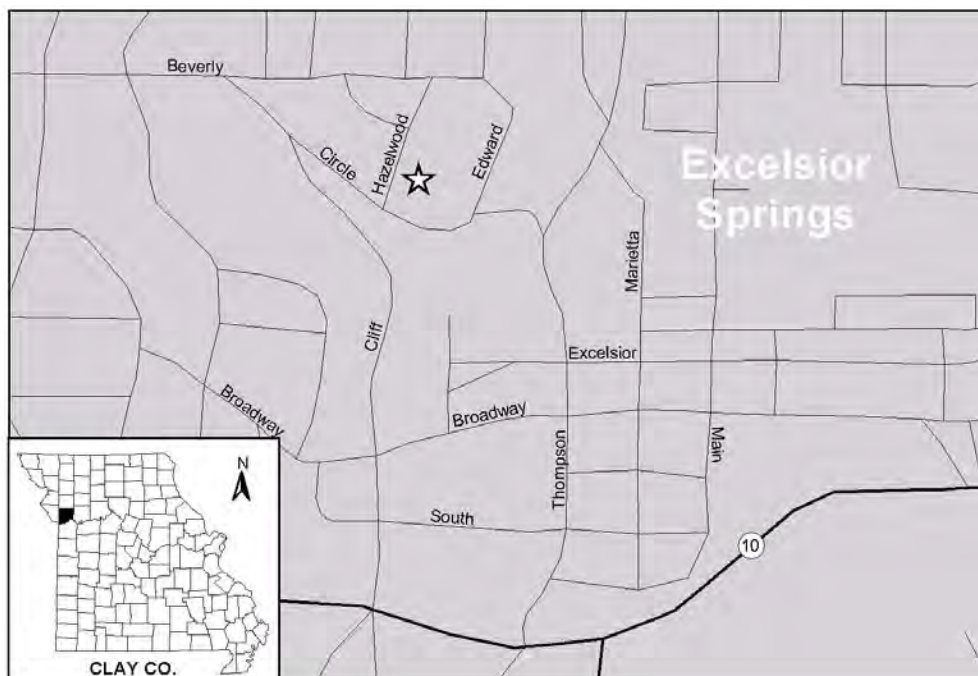 Beverly
Circle
Hazelwood
Edward
Excelsior
Springs
Marietta
Cliff
Excelsior
Broadway
Broadway
Thompson
Main
South
10
N
CLAY CO.